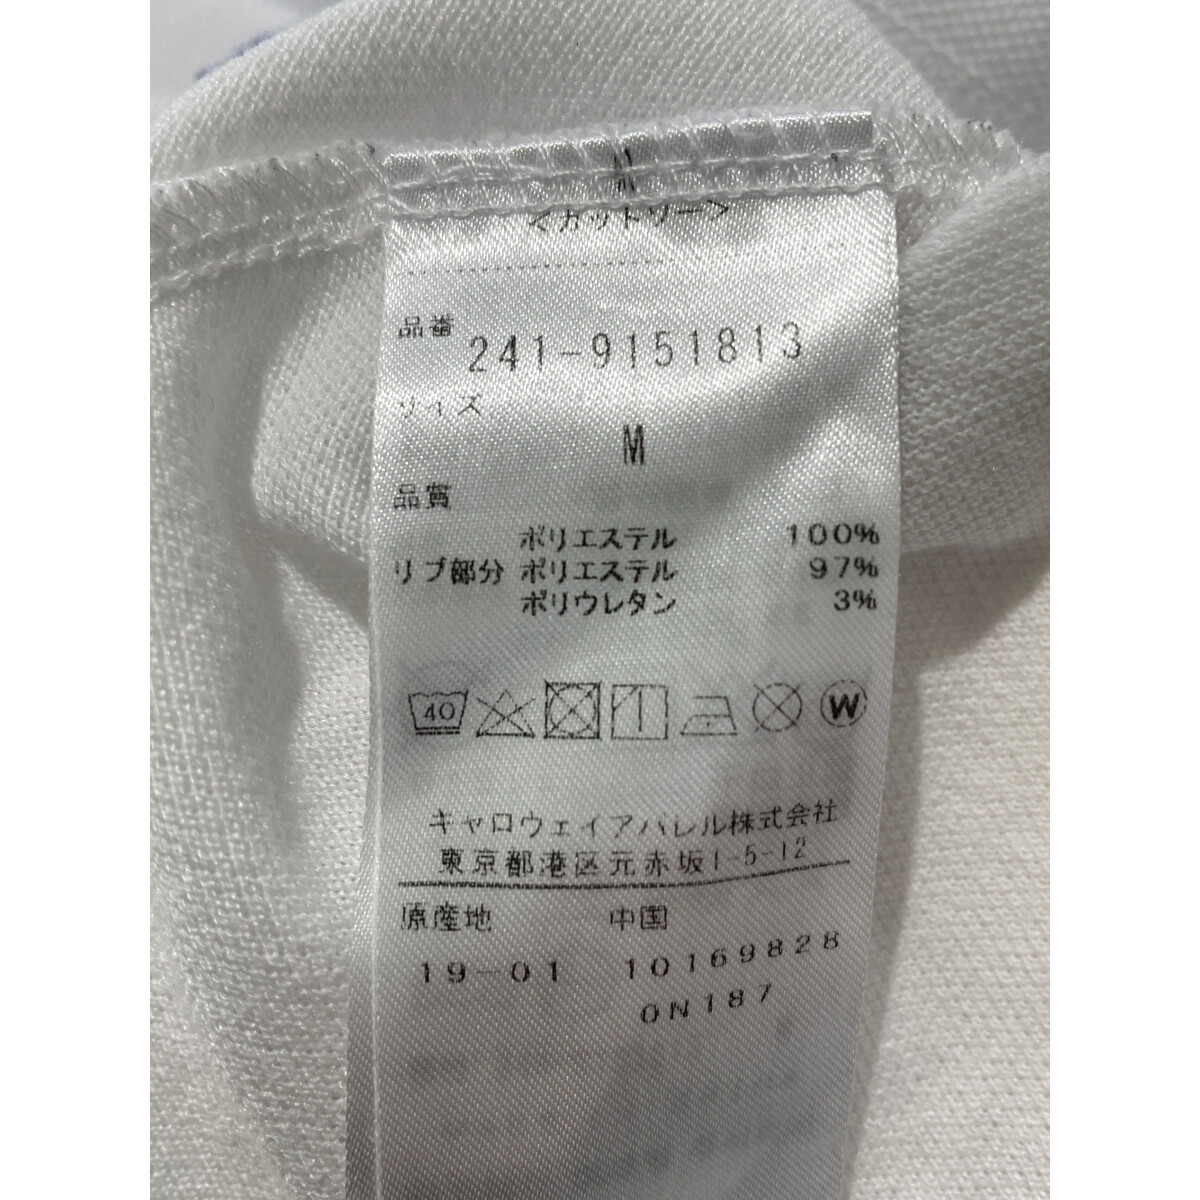 M
<カットソー>
品番
241-9151813
サイズ
M
品質
ポリエステル 100%
リブ部分 ポリエステル 97%
ポリウレタン 3%
40 W
キャロウェイアパレル株式会社
東京都港区元赤坂1-5-12
原産地 中国
19-01 10169828
0N187